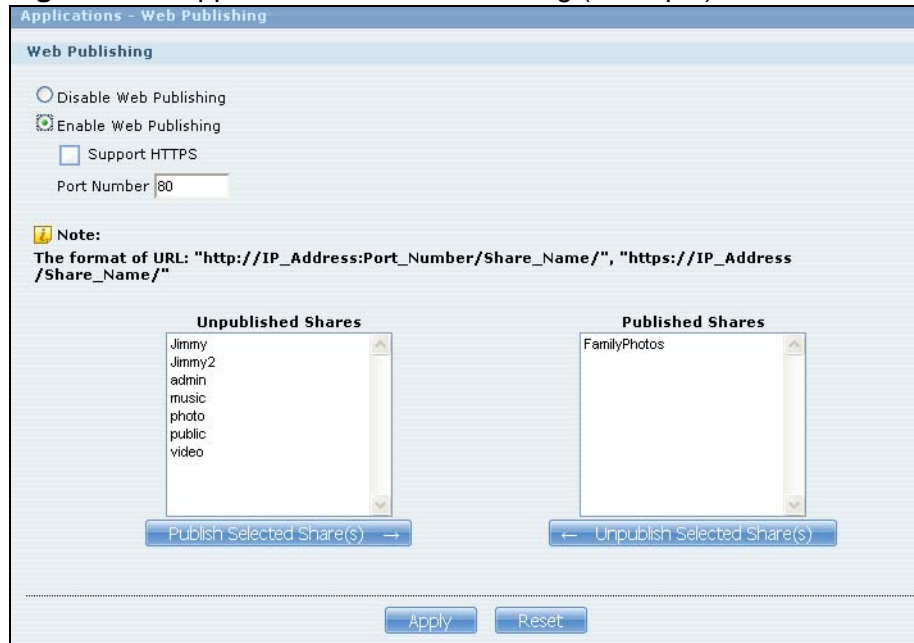 Applications - Web Publishing
Web Publishing
Disable Web Publishing
Enable Web Publishing
Support HTTPS
Port Number 80
Note:
The format of URL: "http://IP_Address:Port_Number/Share_Name/", "https://IP_Address
/Share_Name/"
Unpublished Shares
Jimmy
Jimmy2
admin
music
photo
public
video
Publish Selected Share(s) →
Published Shares
FamilyPhotos
← Unpublish Selected Share(s)
Apply
Reset